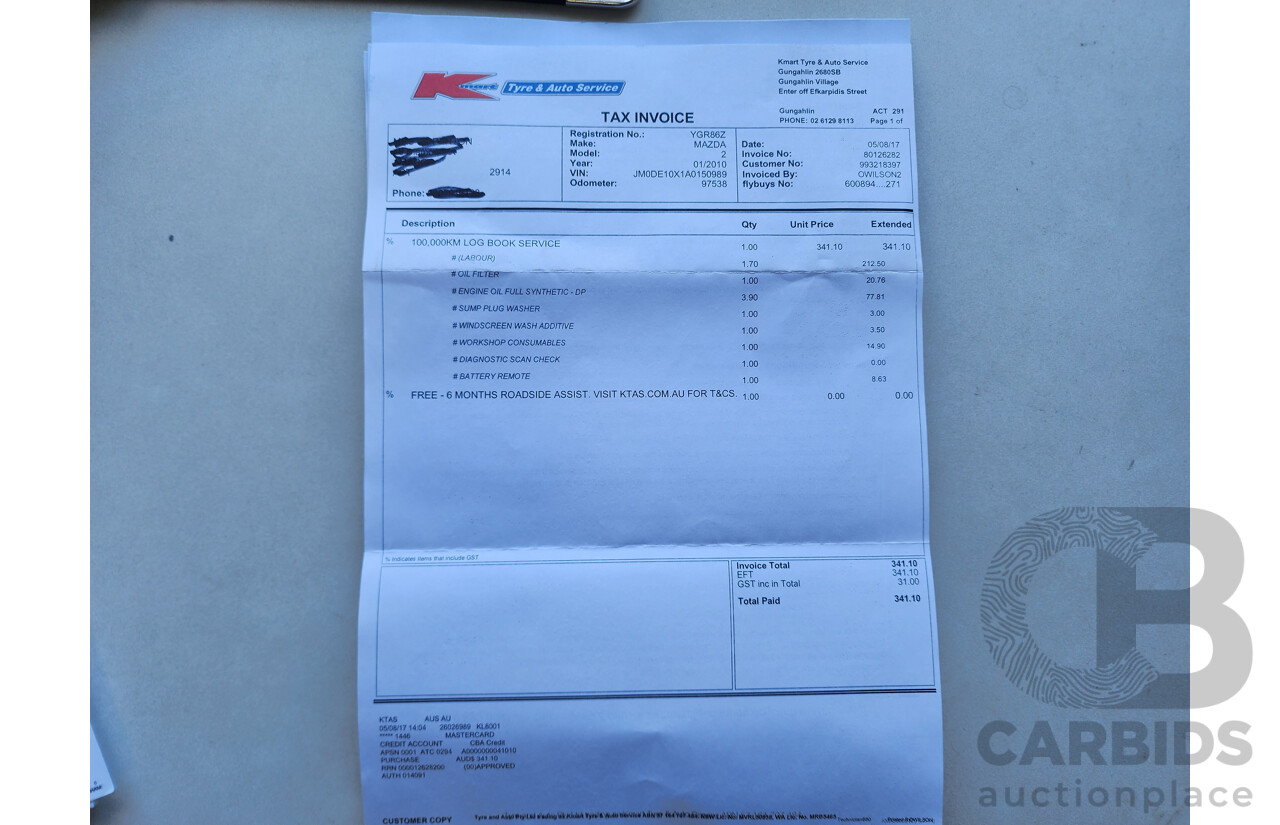 Kmart Tyre & Auto Service
Kmart Tyre & Auto Service
Gungahlin 2680SB
Gungahlin Village
Enter off Efkarpidis Street
Gungahlin ACT 291
PHONE: 02 6129 8113 Page 1 of
TAX INVOICE
2914
Phone:
Registration No.: YGR86Z
Make: MAZDA
Model: 2
Year: 01/2010
VIN: JM0DE10X1A0150989
Odometer: 97538
Date: 05/08/17
Invoice No: 80126282
Customer No: 993218397
Invoiced By: OWILSON2
flybuys No: 600894....271
Description Qty Unit Price Extended
% 100,000KM LOG BOOK SERVICE 1.00 341.10 341.10
# (LABOUR) 1.70 212.50
# OIL FILTER 1.00 20.76
# ENGINE OIL FULL SYNTHETIC - DP 3.90 77.81
# SUMP PLUG WASHER 1.00 3.00
# WINDSCREEN WASH ADDITIVE 1.00 3.50
# WORKSHOP CONSUMABLES 1.00 14.90
# DIAGNOSTIC SCAN CHECK 1.00 0.00
# BATTERY REMOTE 1.00 8.63
% FREE - 6 MONTHS ROADSIDE ASSIST. VISIT KTAS.COM.AU FOR T&CS. 1.00 0.00 0.00
% Indicates items that include GST
Invoice Total 341.10
EFT 341.10
GST inc in Total 31.00
Total Paid 341.10
KTAS AUS AU
05/08/17 14:04 26026989 KL8001
***** 1446 MASTERCARD
CREDIT ACCOUNT CBA Credit
APSN 0001 ATC 0294 A0000000041010
PURCHASE AUD$ 341.10
RRN 000012628200 (00)APPROVED
AUTH 014091
CUSTOMER COPY
CB
CARBIDS
auctionplace